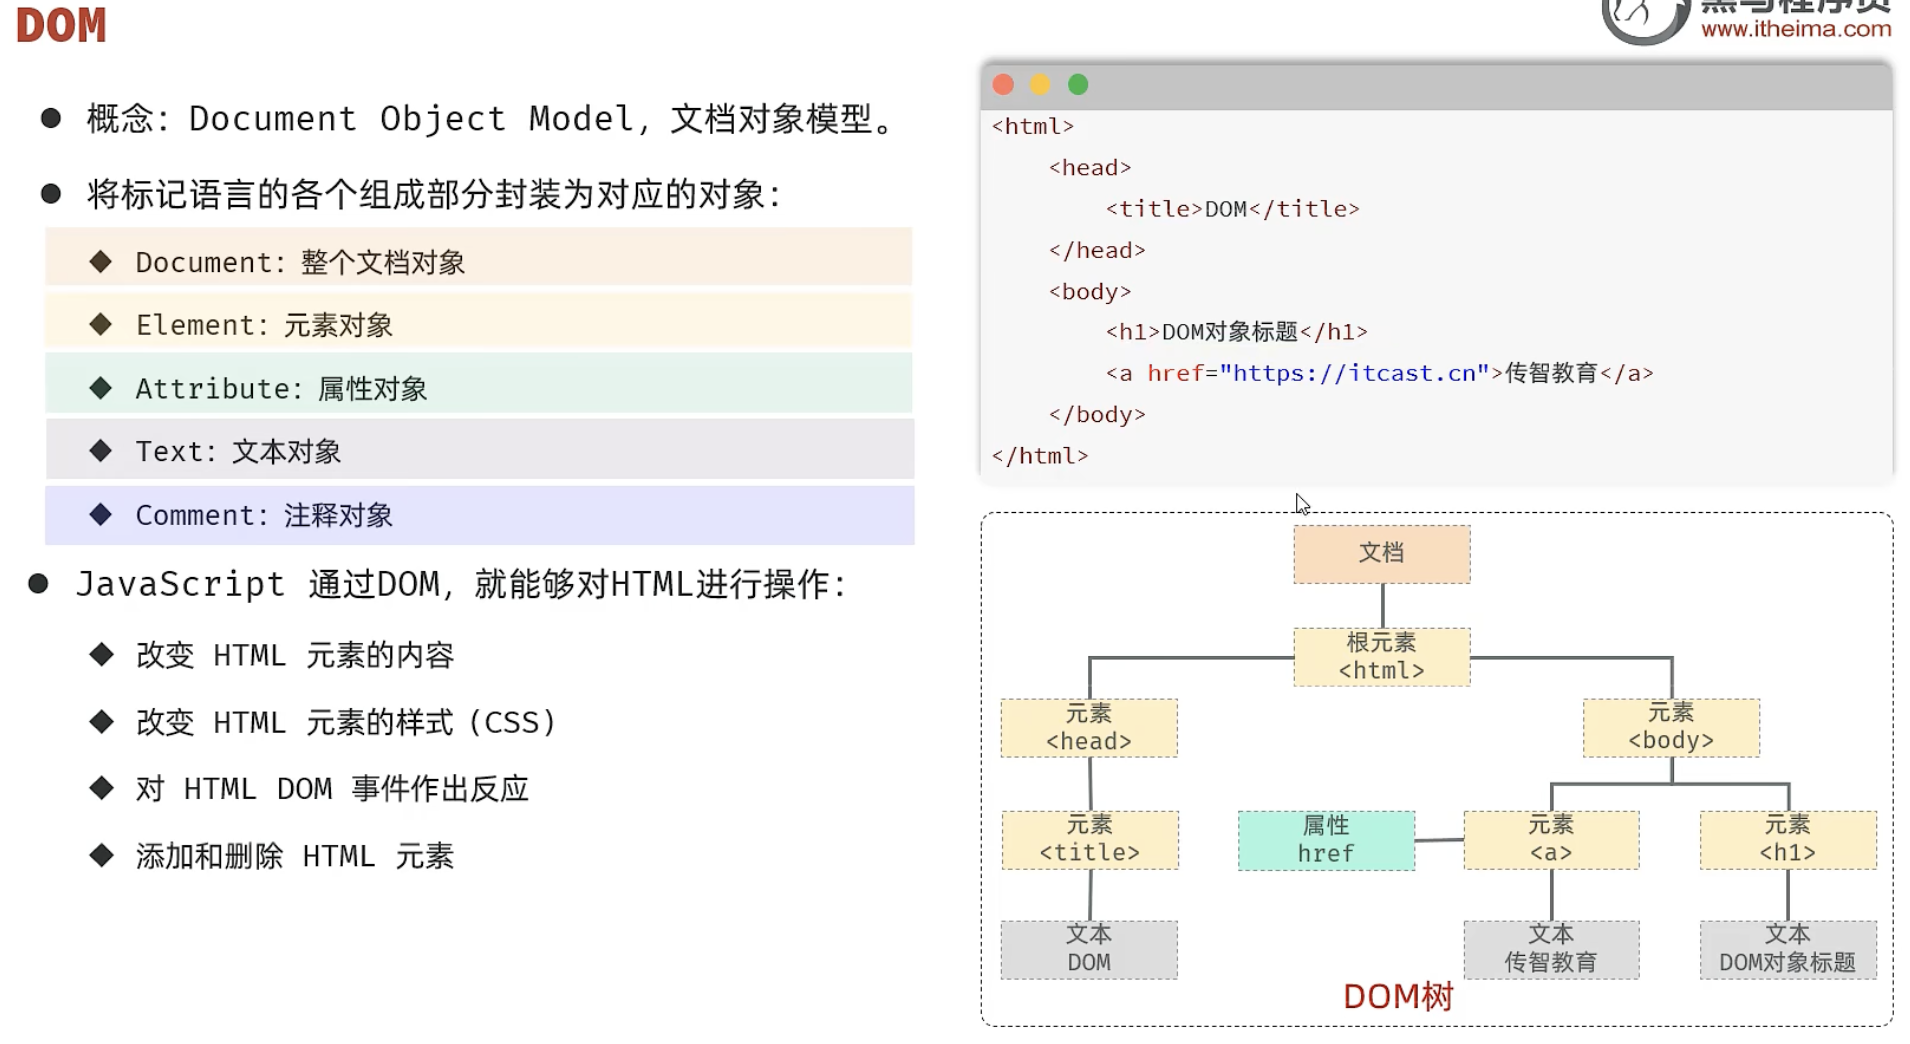 DOM
黑马程序员
www.itheima.com
● 概念：Document Object Model，文档对象模型。
● 将标记语言的各个组成部分封装为对应的对象：
◆ Document：整个文档对象
◆ Element：元素对象
◆ Attribute：属性对象
◆ Text：文本对象
◆ Comment：注释对象
● JavaScript 通过DOM，就能够对HTML进行操作：
◆ 改变 HTML 元素的内容
◆ 改变 HTML 元素的样式（CSS）
◆ 对 HTML DOM 事件作出反应
◆ 添加和删除 HTML 元素
<html>
<head>
<title>DOM</title>
</head>
<body>
<h1>DOM对象标题</h1>
<a href="https://itcast.cn">传智教育</a>
</body>
</html>
文档
根元素
<html>
元素
<head>
元素
<body>
元素
<title>
属性
href
元素
<a>
元素
<h1>
文本
DOM
文本
传智教育
文本
DOM对象标题
DOM树